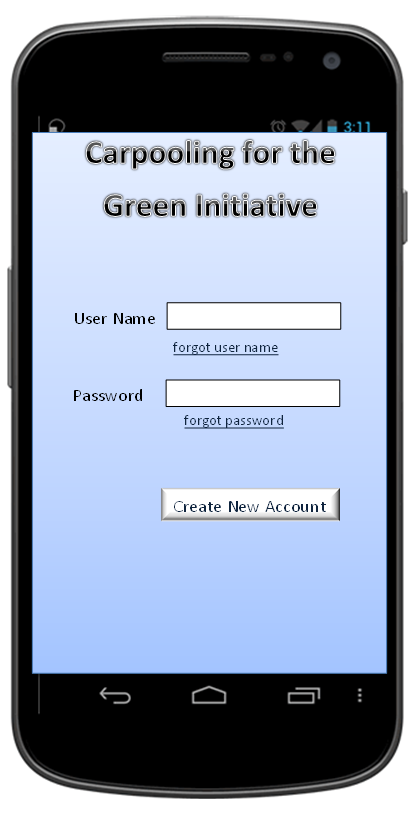 3:11
Carpooling for the
Green Initiative
User Name
forgot user name
Password
forgot password
Create New Account